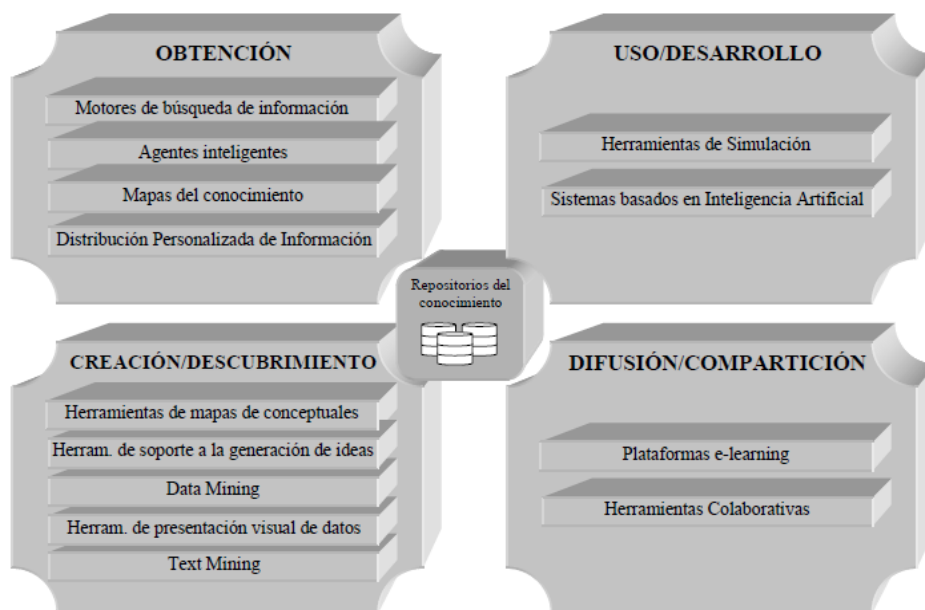 OBTENCIÓN
Motores de búsqueda de información
Agentes inteligentes
Mapas del conocimiento
Distribución Personalizada de Información
USO/DESARROLLO
Herramientas de Simulación
Sistemas basados en Inteligencia Artificial
Repositorios del
conocimiento
CREACIÓN/DESCUBRIMIENTO
Herramientas de mapas de conceptuales
Herram. de soporte a la generación de ideas
Data Mining
Herram. de presentación visual de datos
Text Mining
DIFUSIÓN/COMPARTICIÓN
Plataformas e-learning
Herramientas Colaborativas